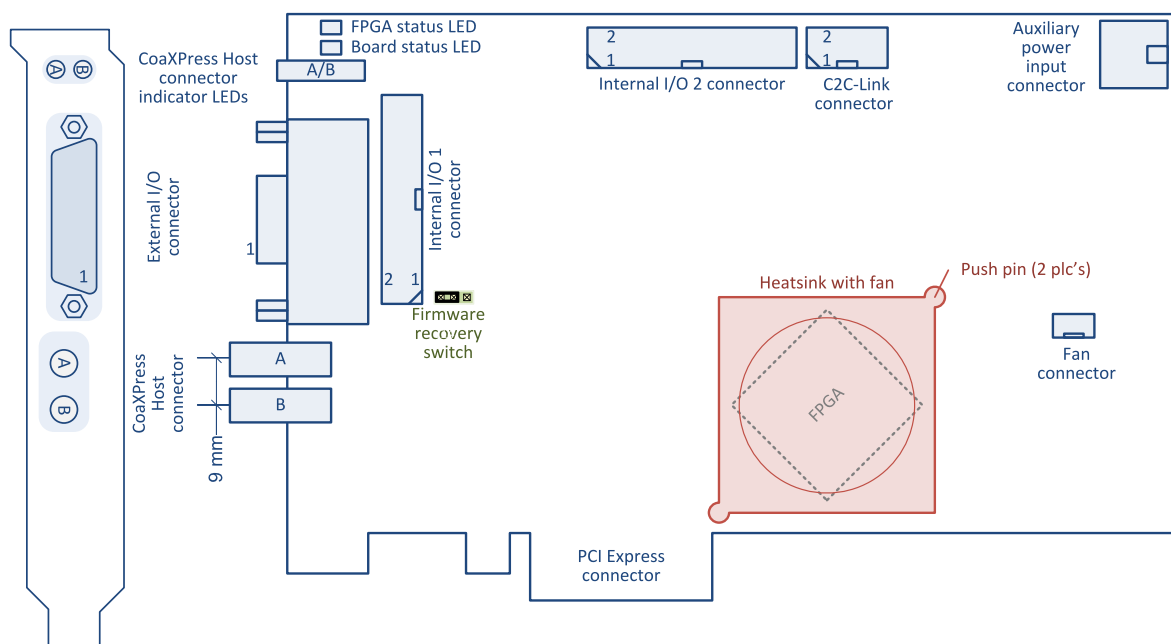 FPGA status LED
Board status LED
CoaXPress Host
connector
indicator LEDs
A/B
A
B
2
1
Internal I/O 2 connector
2
1
C2C-Link
connector
Auxiliary
power
input
connector
External I/O
connector
1
1
Internal I/O 1
connector
2
1
Firmware
recovery
switch
Heatsink with fan
Push pin (2 plc's)
FPGA
Fan
connector
CoaXPress
Host
connector
A
B
A
B
9 mm
PCI Express
connector